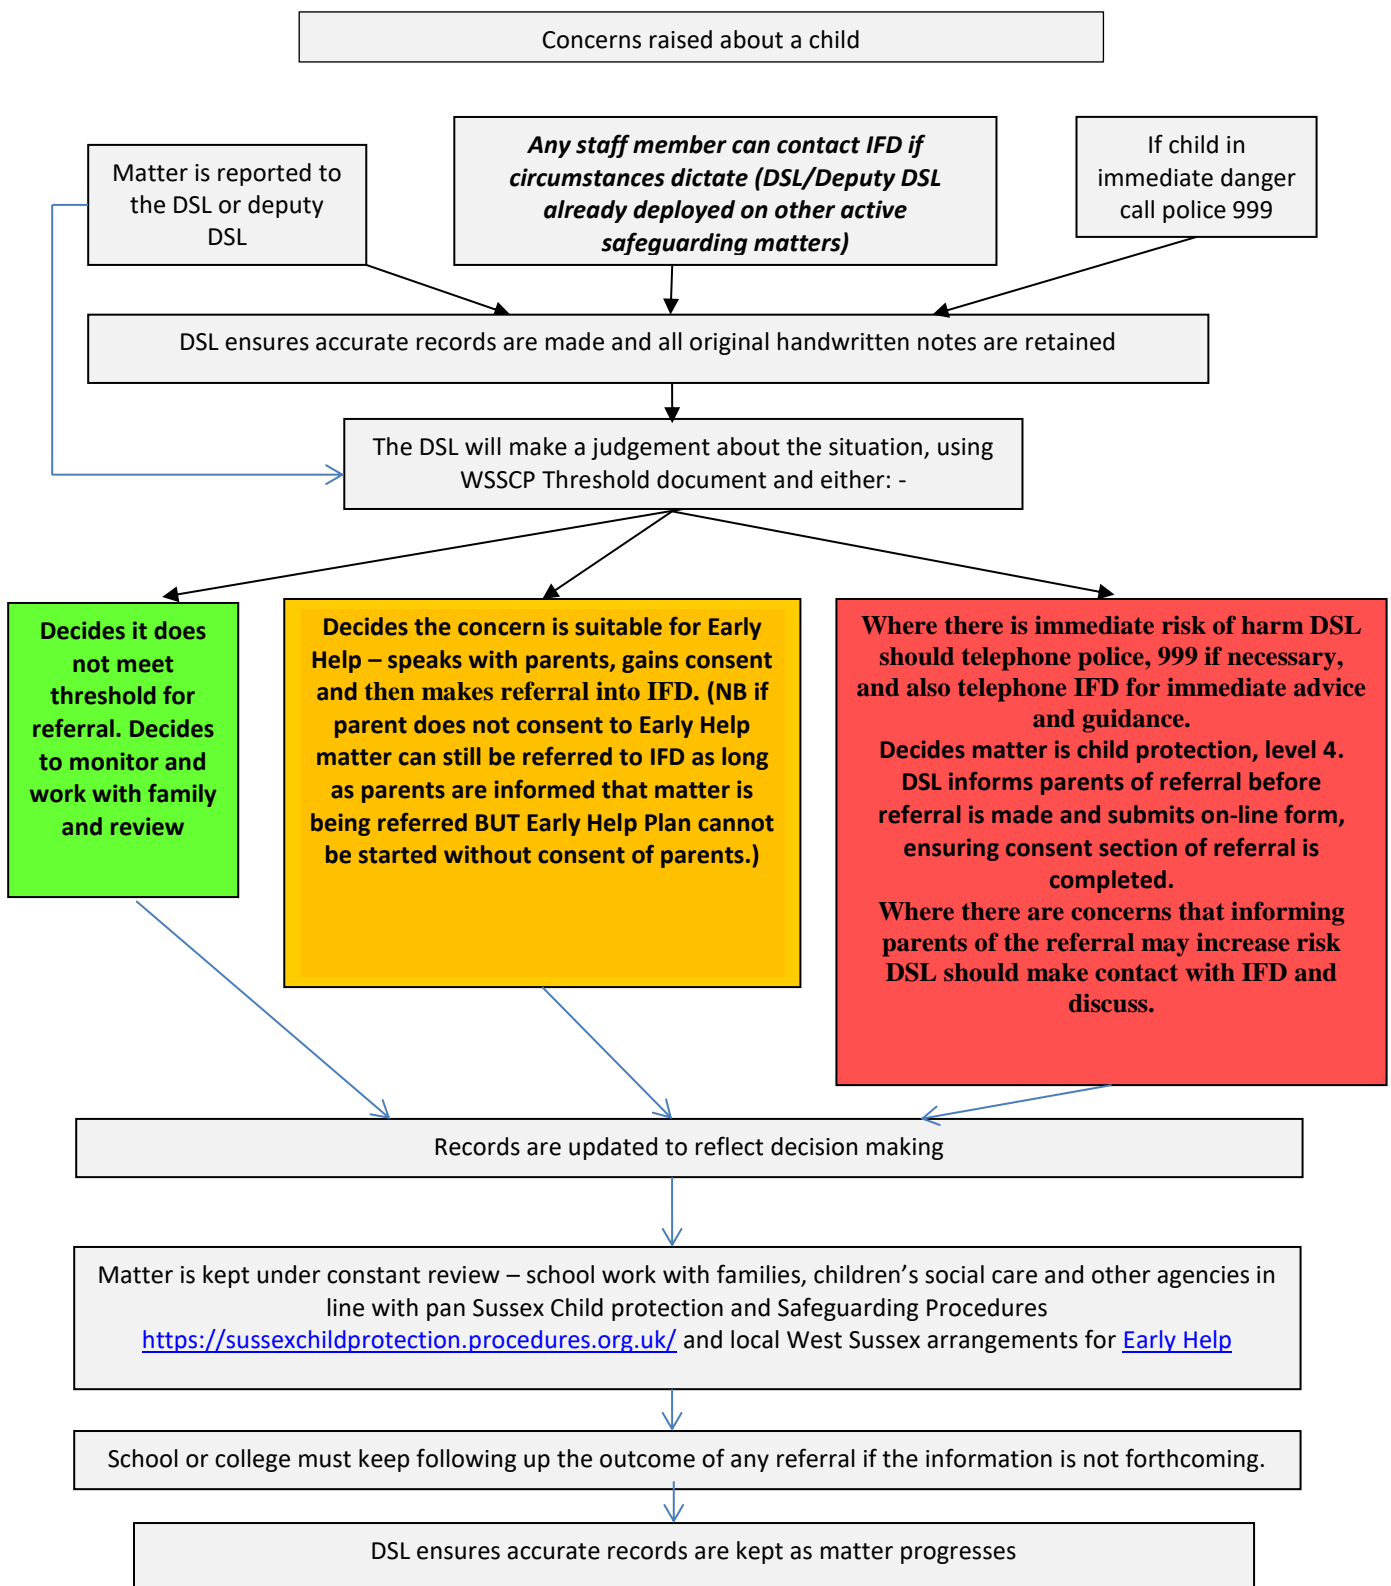 Concerns raised about a child
Matter is reported to
the DSL or deputy
DSL
Any staff member can contact IFD if
circumstances dictate (DSL/Deputy DSL
already deployed on other active
safeguarding matters)
If child in
immediate danger
call police 999
DSL ensures accurate records are made and all original handwritten notes are retained
The DSL will make a judgement about the situation, using
WSSCP Threshold document and either: -
Decides it does
not meet
threshold for
referral. Decides
to monitor and
work with family
and review
Decides the concern is suitable for Early
Help – speaks with parents, gains consent
and then makes referral into IFD. (NB if
parent does not consent to Early Help
matter can still be referred to IFD as long
as parents are informed that matter is
being referred BUT Early Help Plan cannot
be started without consent of parents.)
Where there is immediate risk of harm DSL
should telephone police, 999 if necessary,
and also telephone IFD for immediate advice
and guidance.
Decides matter is child protection, level 4.
DSL informs parents of referral before
referral is made and submits on-line form,
ensuring consent section of referral is
completed.
Where there are concerns that informing
parents of the referral may increase risk
DSL should make contact with IFD and
discuss.
Records are updated to reflect decision making
Matter is kept under constant review – school work with families, children’s social care and other agencies in
line with pan Sussex Child protection and Safeguarding Procedures
https://sussexchildprotection.procedures.org.uk/ and local West Sussex arrangements for Early Help
School or college must keep following up the outcome of any referral if the information is not forthcoming.
DSL ensures accurate records are kept as matter progresses